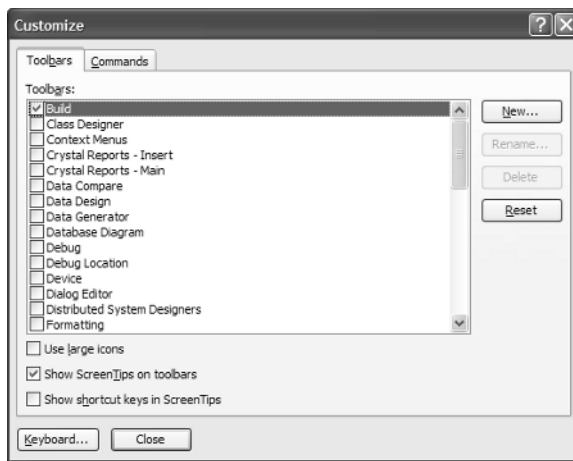 Customize
Toolbars Commands
Toolbars:
Build
Class Designer
Context Menus
Crystal Reports - Insert
Crystal Reports - Main
Data Compare
Data Design
Data Generator
Database Diagram
Debug
Debug Location
Device
Dialog Editor
Distributed System Designers
Formatting
New...
Rename...
Delete
Reset
Use large icons
Show ScreenTips on toolbars
Show shortcut keys in ScreenTips
Keyboard... Close